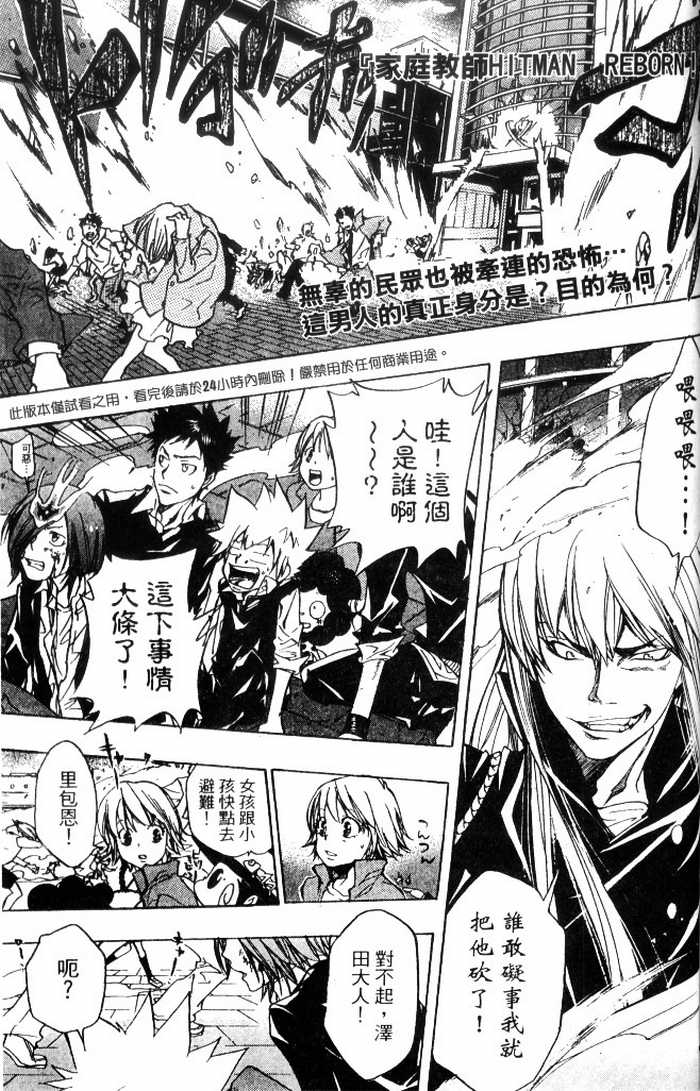 『家庭教師HITMAN REBORN
無辜的民眾也被牽連的恐怖…
這男人的真正身分是？目的為何？
此版本僅試看之用，看完後請於24小時內刪除！嚴禁用於任何商業用途。
喂喂喂…！
哇！這個
人是誰啊
～～？
可惡…
這下事情
大條了！
誰敢礙事我就
把他砍了！
つんつん
女孩跟小
孩快點去
避難！
里包恩！
對不起，澤
田大人！
呃？